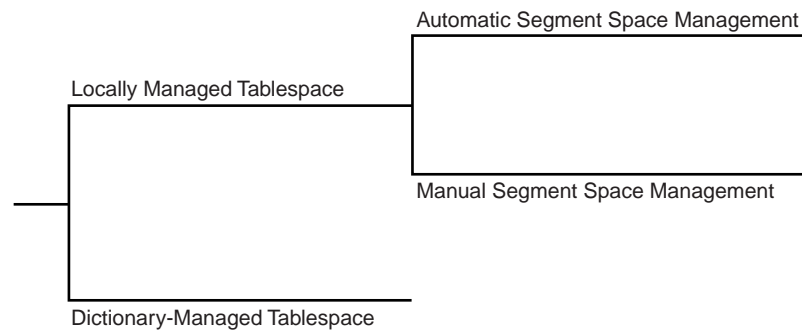 Automatic Segment Space Management
Locally Managed Tablespace
Manual Segment Space Management
Dictionary-Managed Tablespace